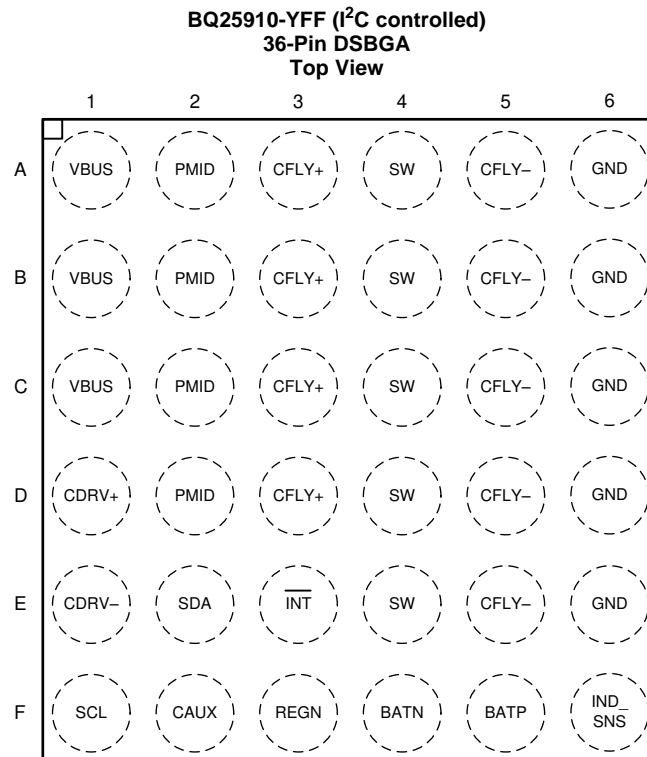 BQ25910-YFF (I²C controlled)
36-Pin DSBGA
Top View
1 2 3 4 5 6
A VBUS PMID CFLY+ SW CFLY– GND
B VBUS PMID CFLY+ SW CFLY– GND
C VBUS PMID CFLY+ SW CFLY– GND
D CDRV+ PMID CFLY+ SW CFLY– GND
E CDRV– SDA I̅N̅T̅ SW CFLY– GND
F SCL CAUX REGN BATN BATP IND_
SNS